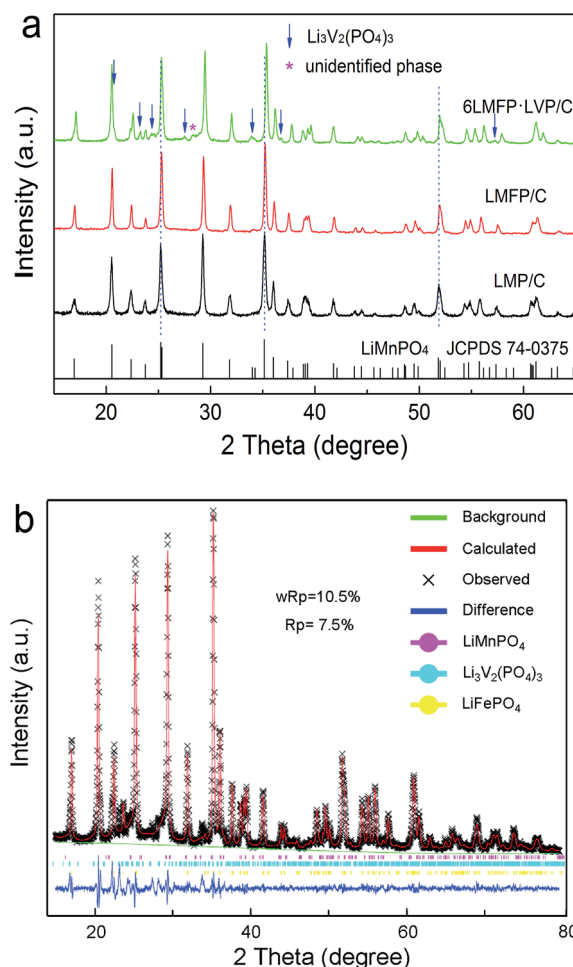 a
Intensity (a.u.)
Li₃V₂(PO₄)₃
* unidentified phase
*
6LMFP·LVP/C
LMFP/C
LMP/C
LiMnPO₄ JCPDS 74-0375
20 30 40 50 60
2 Theta (degree)
b
Intensity (a.u.)
Background
Calculated
Observed
Difference
LiMnPO₄
Li₃V₂(PO₄)₃
LiFePO₄
wRp=10.5%
Rp= 7.5%
20 40 60 80
2 Theta (degree)